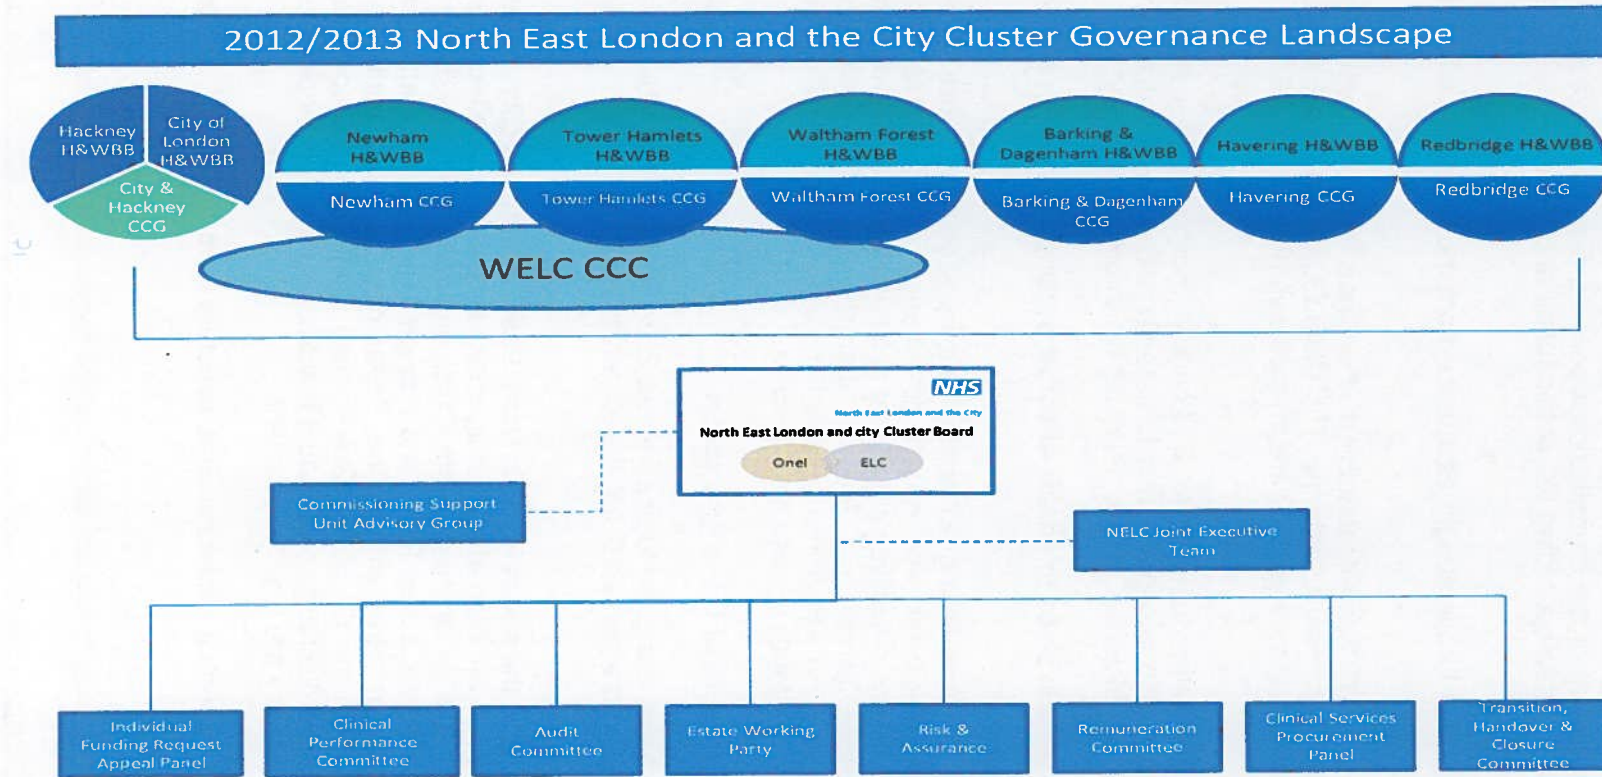 2012/2013 North East London and the City Cluster Governance Landscape
Hackney
H&WBB
City of
London
H&WBB
City &
Hackney
CCG
Newham
H&WBB
Newham CCG
Tower Hamlets
H&WBB
Tower Hamlets CCG
Waltham Forest
H&WBB
Waltham Forest CCG
Barking &
Dagenham H&WBB
Barking & Dagenham
CCG
Havering H&WBB
Havering CCG
Redbridge H&WBB
Redbridge CCG
WELC CCC
NHS
North East London and the City
North East London and city Cluster Board
Onel
ELC
Commissioning Support
Unit Advisory Group
NELC Joint Executive
Team
Individual
Funding Request
Appeal Panel
Clinical
Performance
Committee
Audit
Committee
Estate Working
Party
Risk &
Assurance
Remuneration
Committee
Clinical Services
Procurement
Panel
Transition,
Handover &
Closure
Committee